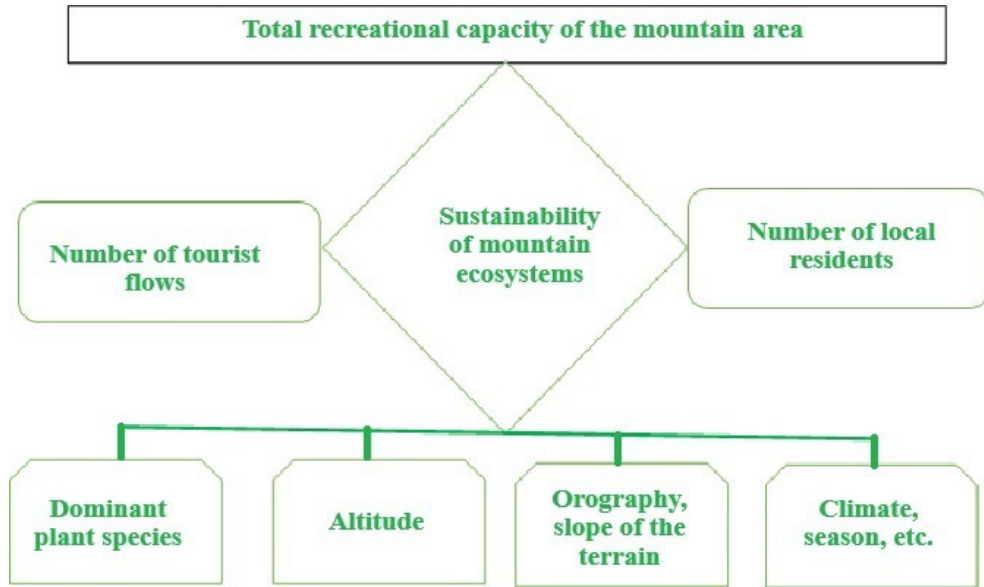 Total recreational capacity of the mountain area
Number of tourist
flows
Sustainability
of mountain
ecosystems
Number of local
residents
Dominant
plant species
Altitude
Orography,
slope of the
terrain
Climate,
season, etc.